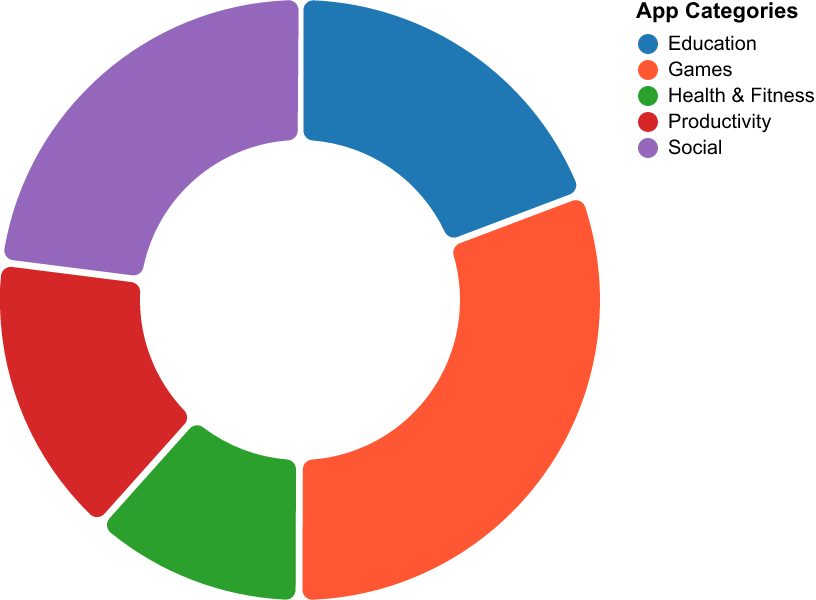 App Categories
Education
Games
Health & Fitness
Productivity
Social